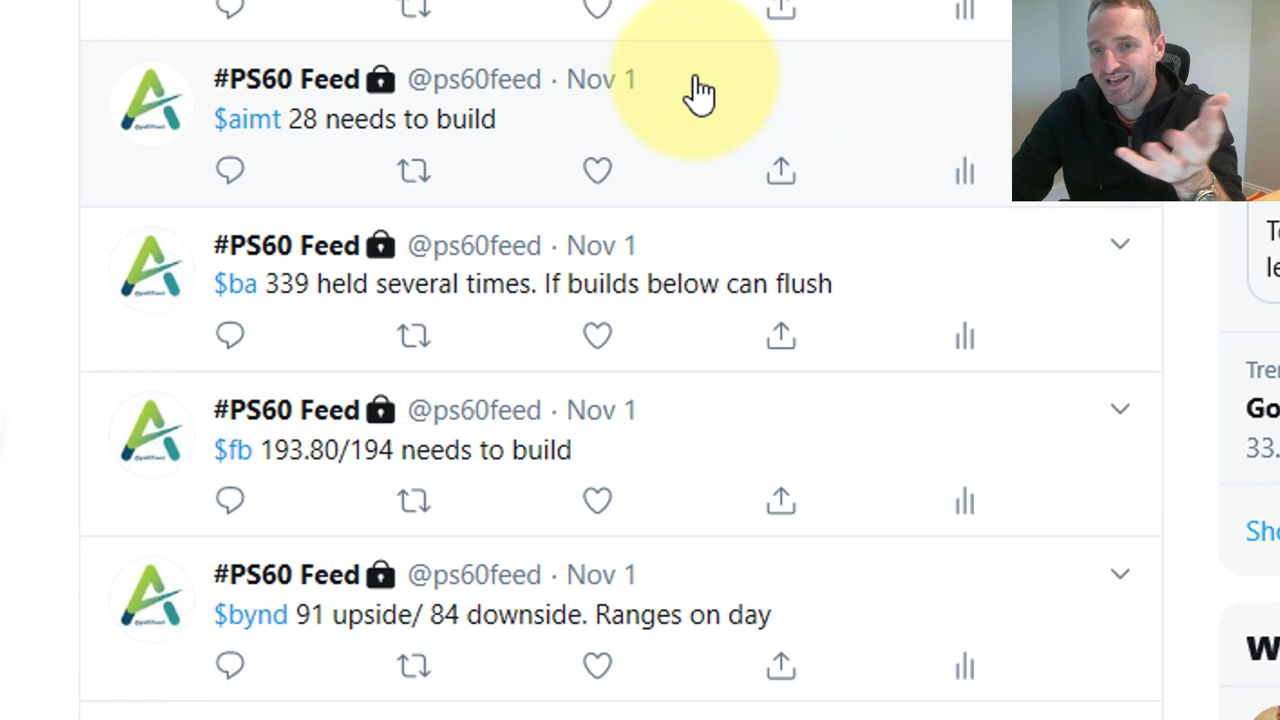 #PS60 Feed @ps60feed · Nov 1
$aimt 28 needs to build
#PS60 Feed @ps60feed · Nov 1
$ba 339 held several times. If builds below can flush
#PS60 Feed @ps60feed · Nov 1
$fb 193.80/194 needs to build
#PS60 Feed @ps60feed · Nov 1
$bynd 91 upside/ 84 downside. Ranges on day
33.